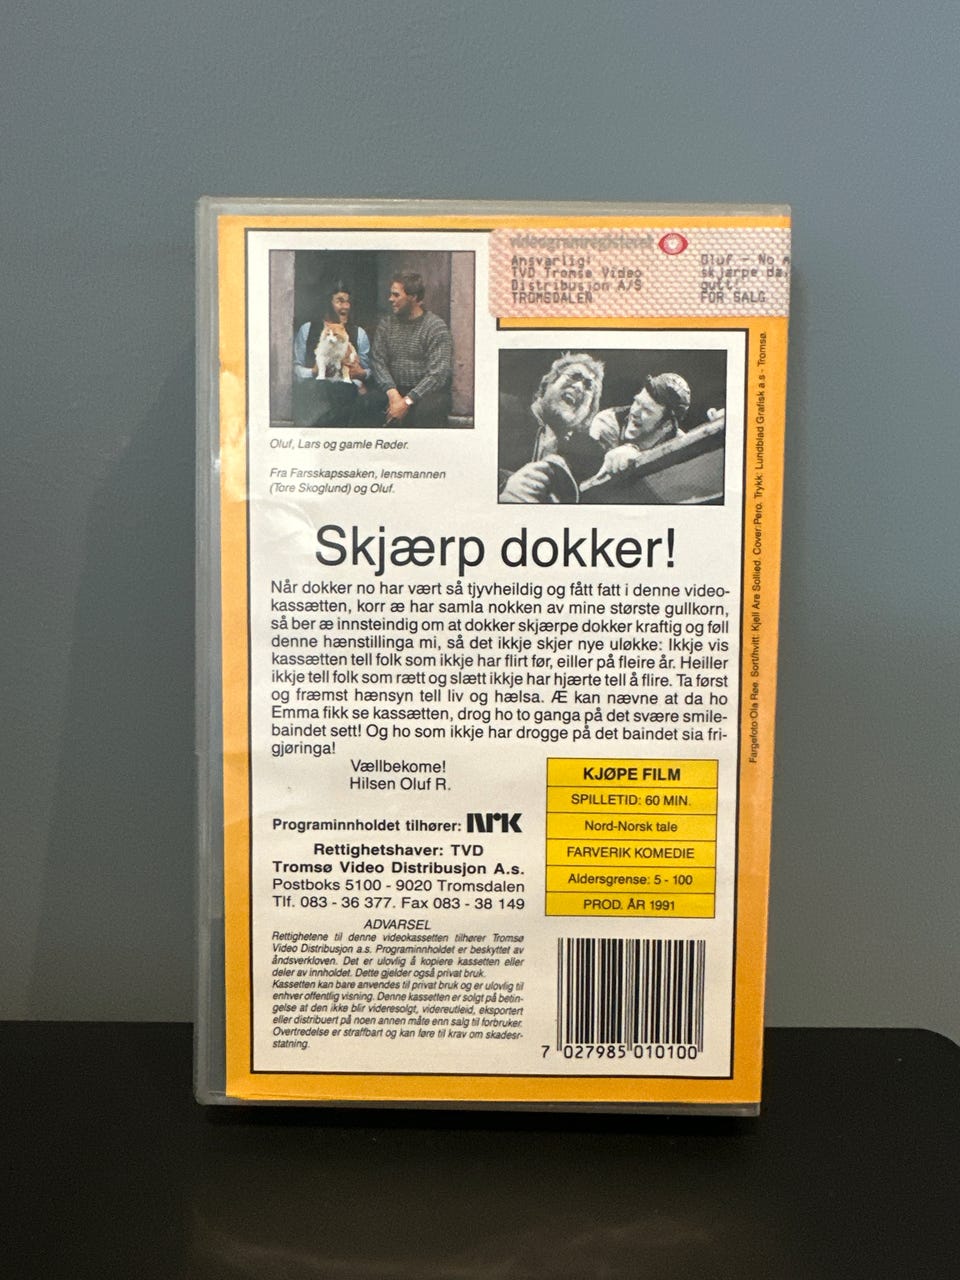 videogramregisteret
Ansvarlig:
TVD Tromsø Video
Distribusjon A/S
TROMSDALEN
Oluf - No
skjærpe dæ
gutt!
FOR SALG
Oluf, Lars og gamle Røder.
Fra Farsskapssaken, lensmannen
(Tore Skoglund) og Oluf.
Skjærp dokker!
Når dokker no har vært så tjyvheildig og fått fatt i denne video-
kassætten, korr æ har samla nokken av mine største gullkorn,
så ber æ innsteindig om at dokker skjærpe dokker kraftig og føll
denne hænstillinga mi, så det ikkje skjer nye uløkke: Ikkje vis
kassætten tell folk som ikkje har flirt før, eiller på fleire år. Heiller
ikkje tell folk som rætt og slætt ikkje har hjærte tell å flire. Ta først
og fræmst hænsyn tell liv og hælsa. Æ kan nævne at da ho
Emma fikk se kassætten, drog ho to ganga på det svære smile-
baindet sett! Og ho som ikkje har drogge på det baindet sia fri-
gjøringa!
Vællbekome!
Hilsen Oluf R.
Programinnholdet tilhører: NRK
Rettighetshaver: TVD
Tromsø Video Distribusjon A.s.
Postboks 5100 - 9020 Tromsdalen
Tlf. 083 - 36 377. Fax 083 - 38 149
KJØPE FILM
SPILLETID: 60 MIN.
Nord-Norsk tale
FARVERIK KOMEDIE
Aldersgrense: 5 - 100
PROD. ÅR 1991
ADVARSEL
Rettighetene til denne videokassetten tilhører Tromsø
Video Distribusjon a.s. Programinnholdet er beskyttet av
åndsverkloven. Det er ulovlig å kopiere kassetten eller
deler av innholdet. Dette gjelder også privat bruk.
Kassetten kan bare anvendes til privat bruk og er ulovlig til
enhver offentlig visning. Denne kassetten er solgt på betin-
gelse at den ikke blir videresolgt, videreutleid, eksportert
eller distribuert på noen annen måte enn salg til forbruker.
Overtredelse er straffbart og kan føre til krav om skadesr-
statning.
7 027985 010100
Fargefoto:Ola Røe. Sort/hvitt: Kjell Are Sollied. Cover:Pero. Trykk: Lundblad Grafisk a.s - Tromsø.